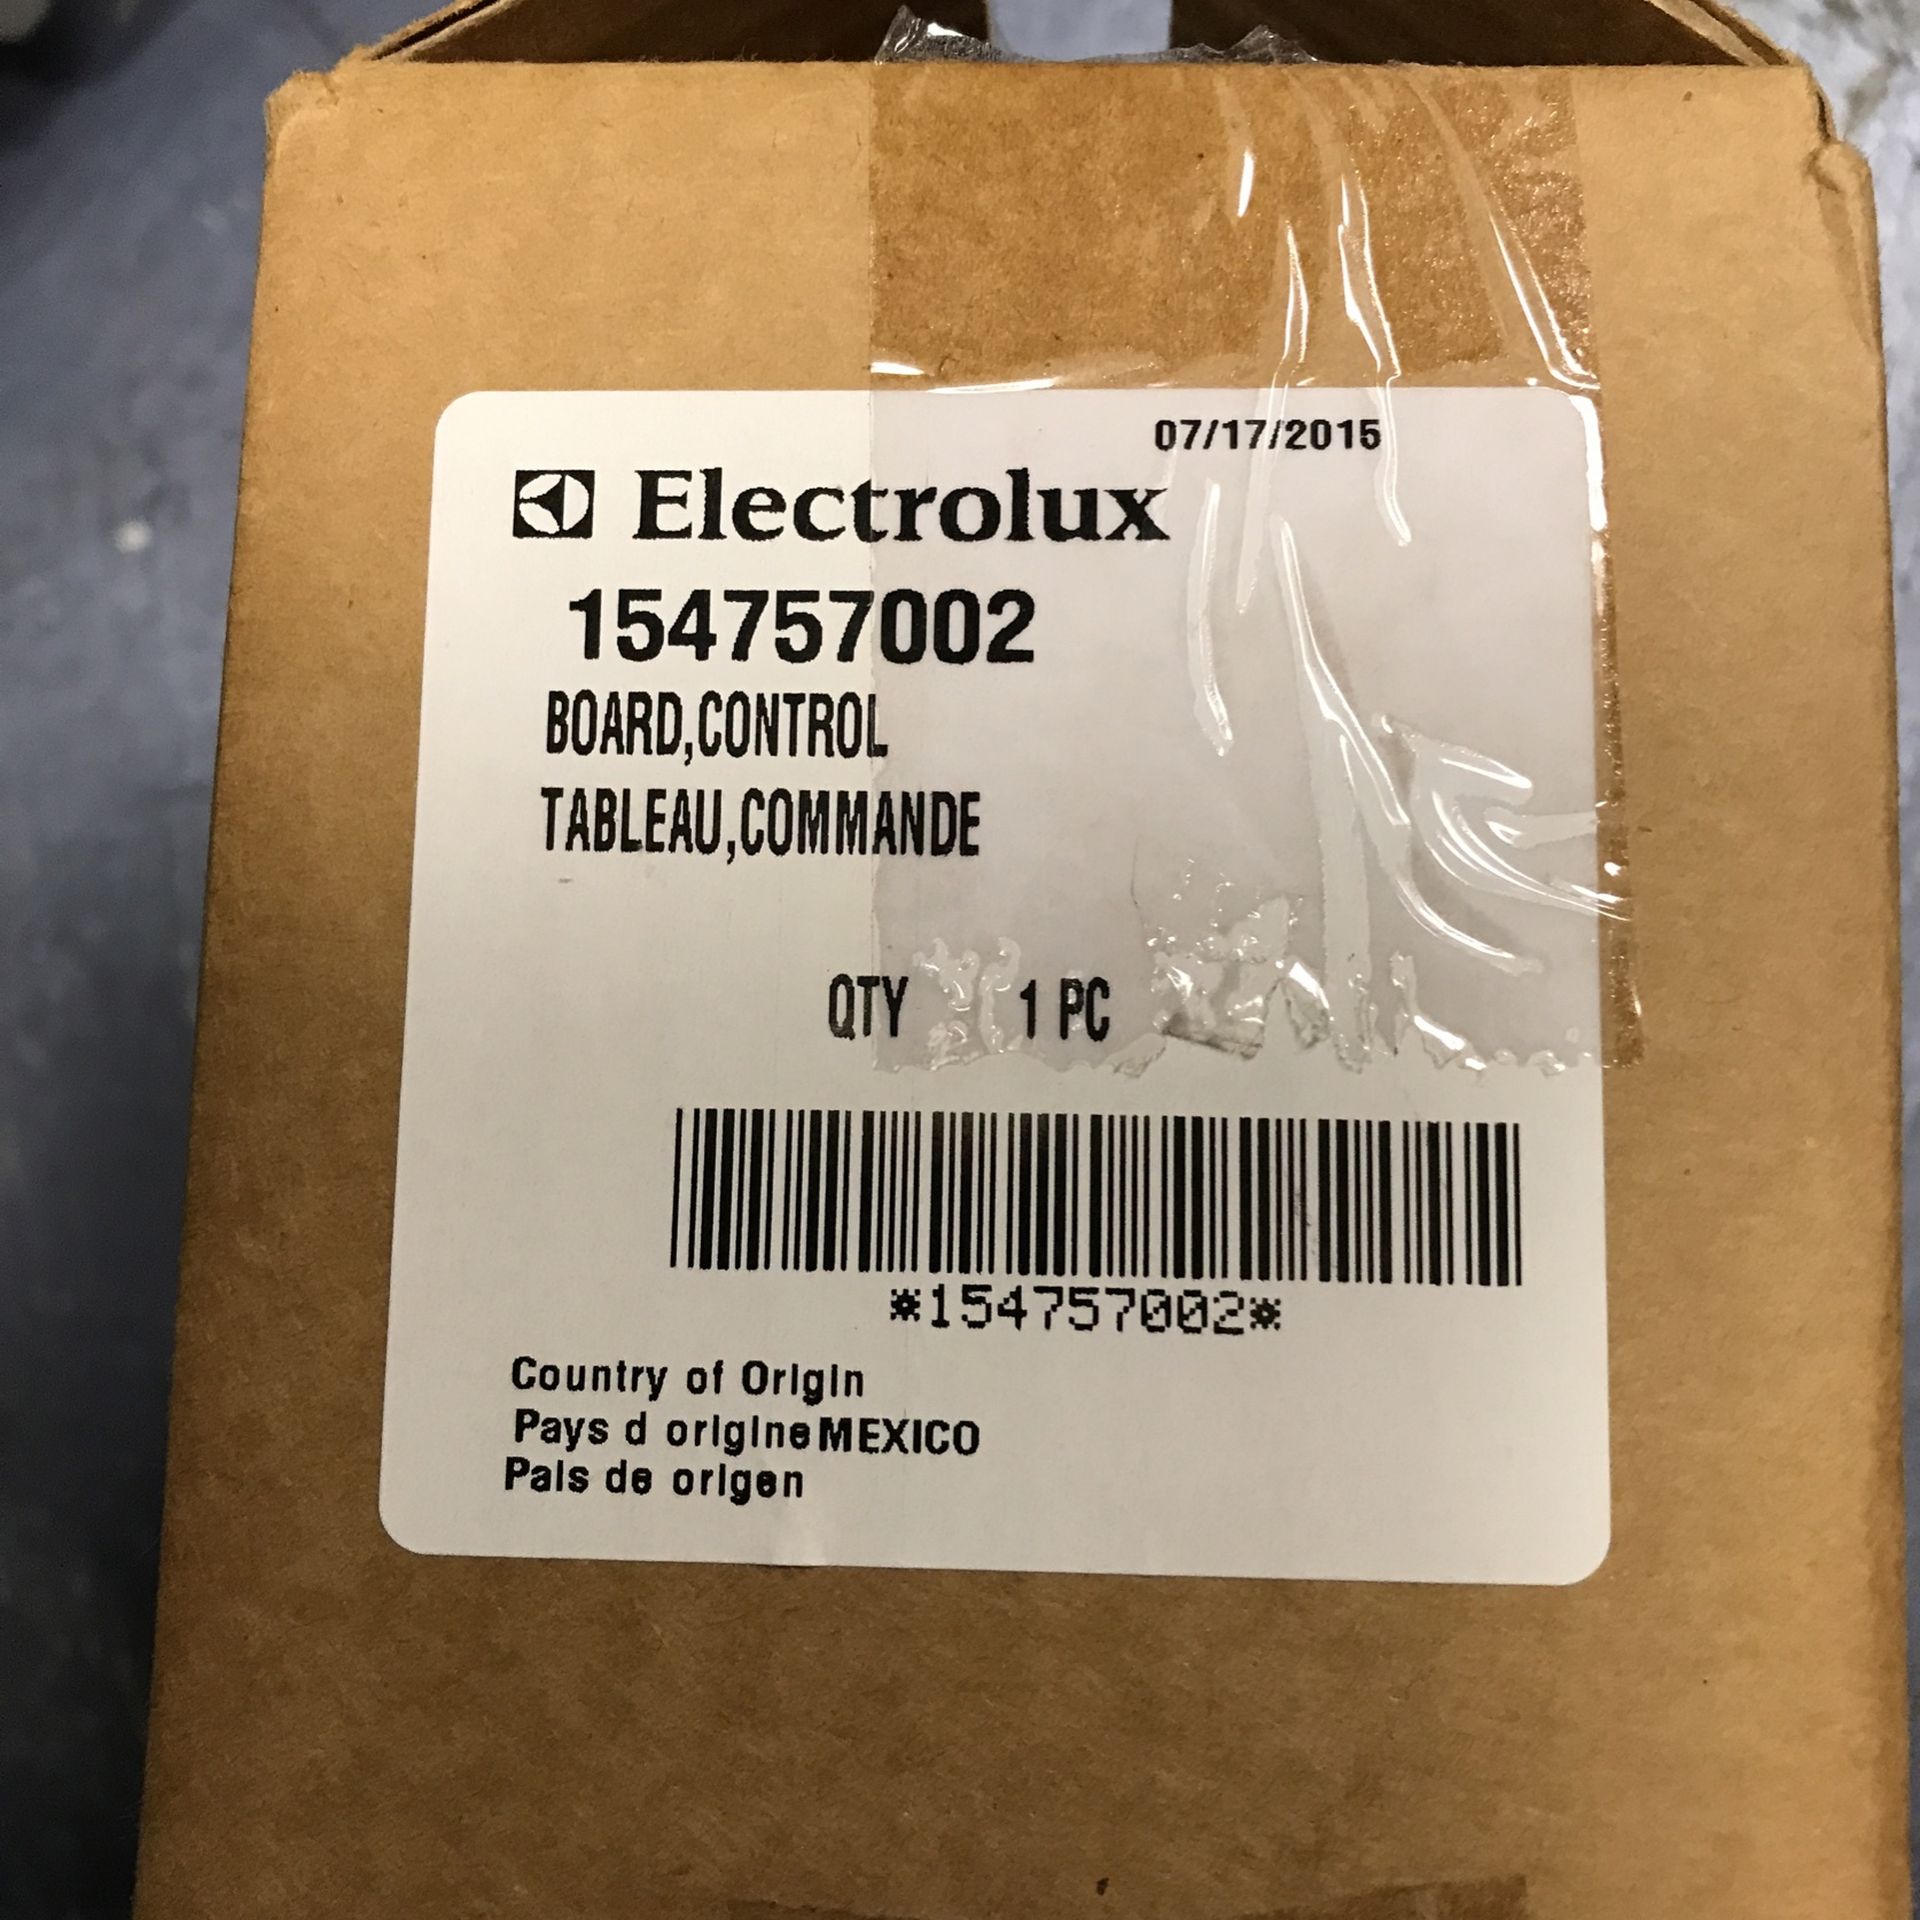 07/17/2015
Electrolux
154757002
BOARD,CONTROL
TABLEAU,COMMANDE
QTY 1 PC
*154757002*
Country of Origin
Pays d origine MEXICO
Pais de origen